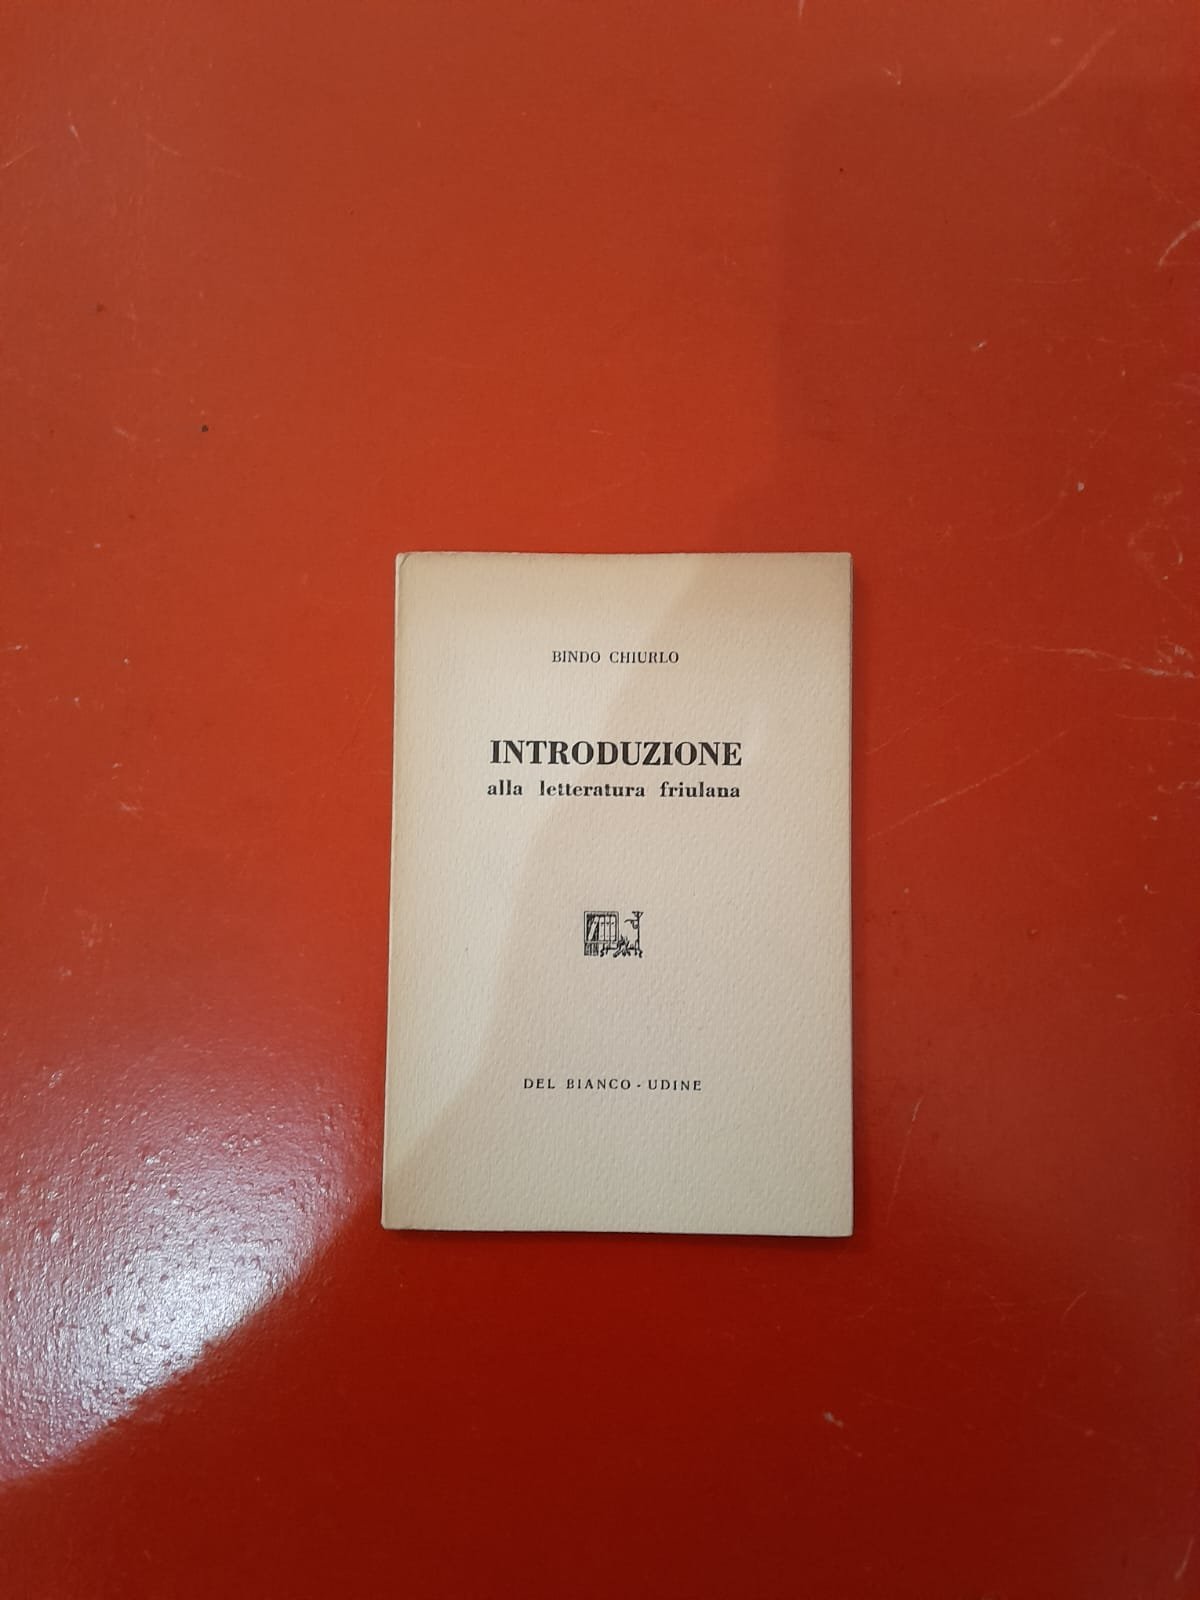 BINDO CHIURLO
INTRODUZIONE
alla letteratura friulana
DEL BIANCO - UDINE